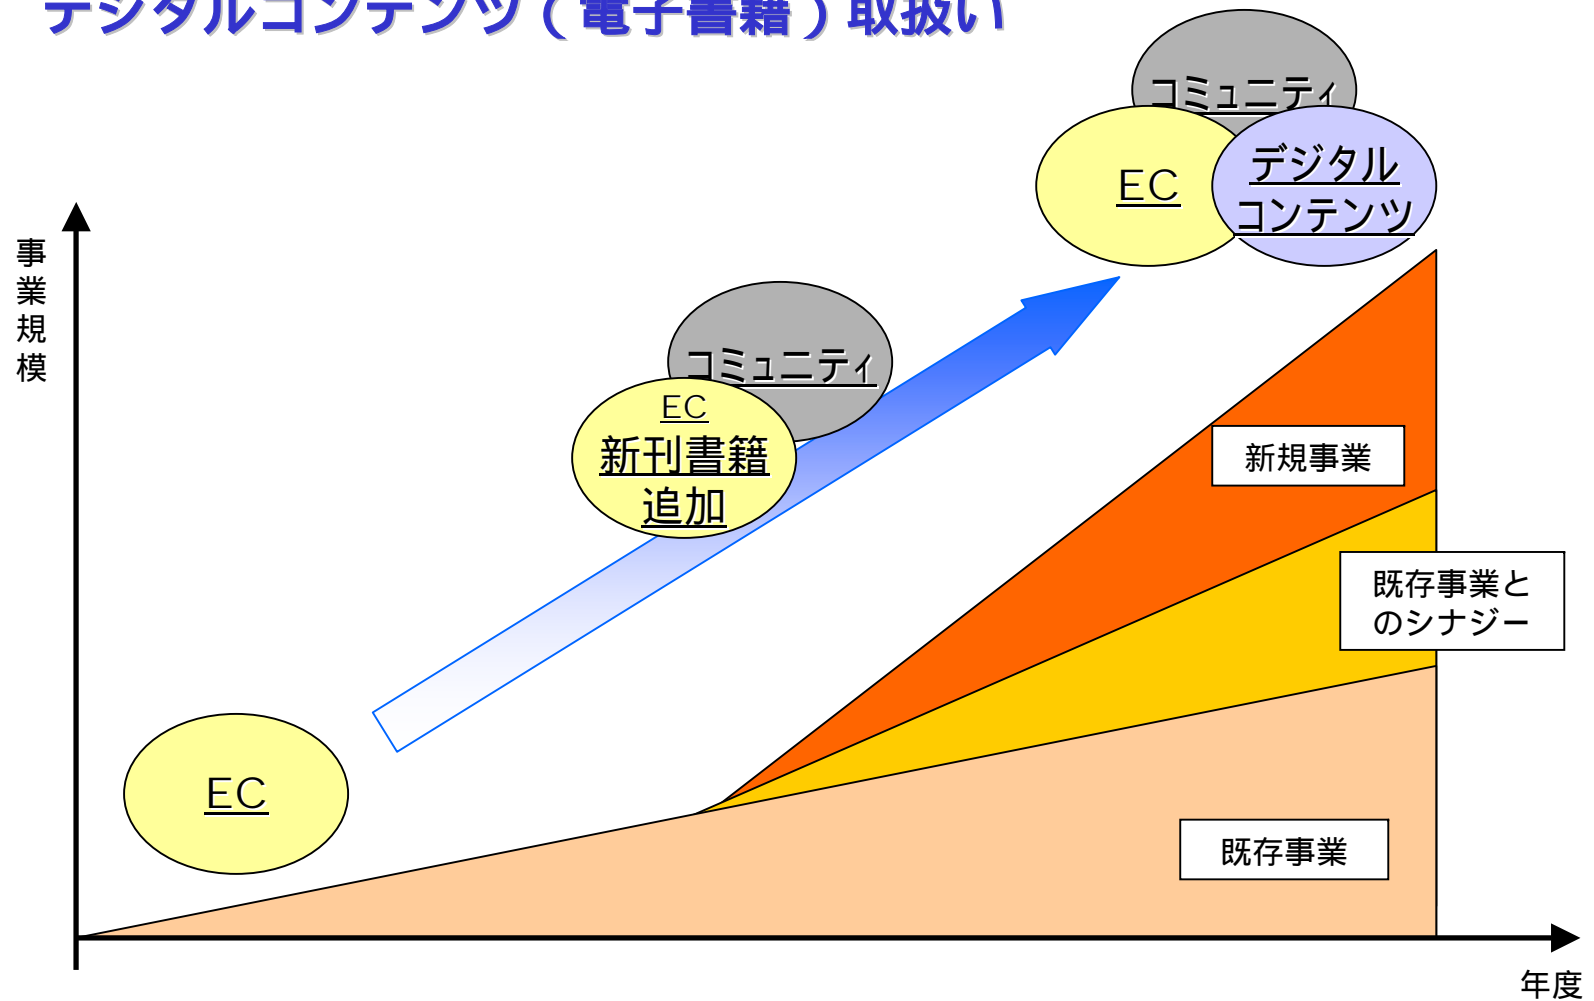 デジタルコンテンツ（電子書籍）取扱い
コミュニティ
EC
デジタル
コンテンツ
事業規模
コミュニティ
EC
新刊書籍
追加
新規事業
既存事業と
のシナジー
EC
既存事業
年度